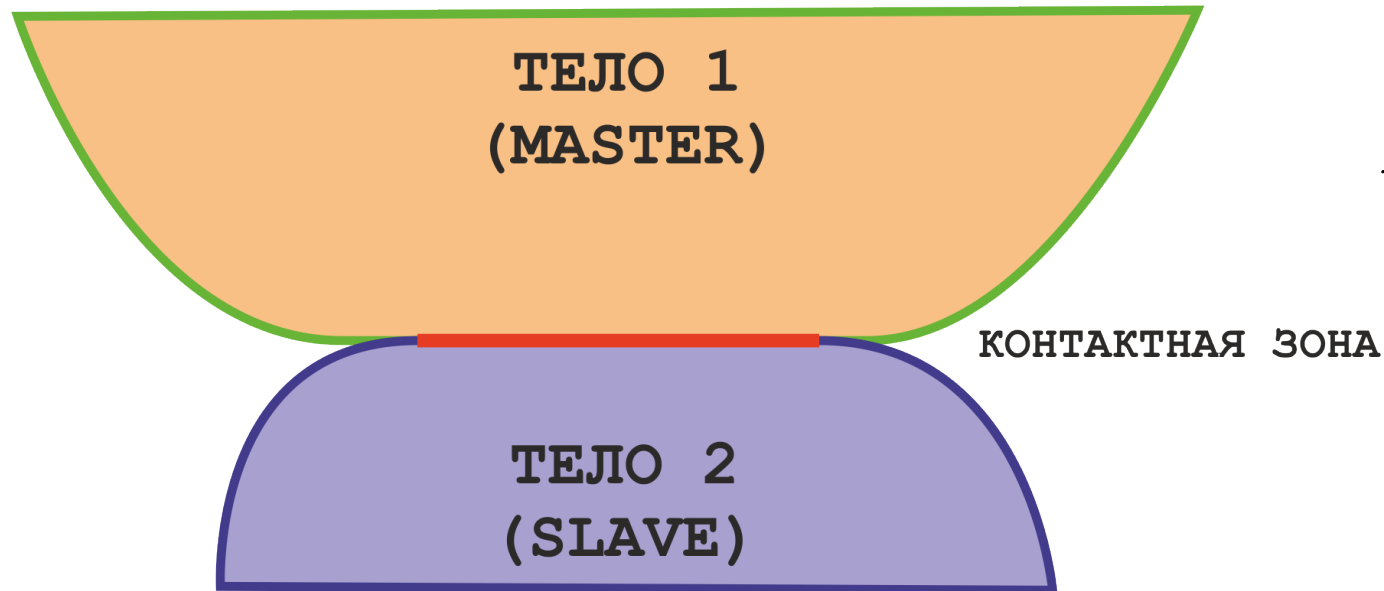 ТЕЛО 1
(MASTER)
КОНТАКТНАЯ ЗОНА
ТЕЛО 2
(SLAVE)